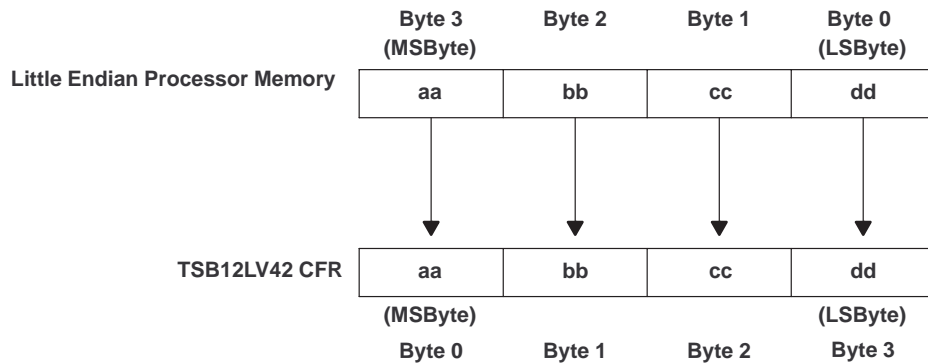 Byte 3 Byte 2 Byte 1 Byte 0
(MSByte) (LSByte)
Little Endian Processor Memory
aa bb cc dd
TSB12LV42 CFR aa bb cc dd
(MSByte) (LSByte)
Byte 0 Byte 1 Byte 2 Byte 3